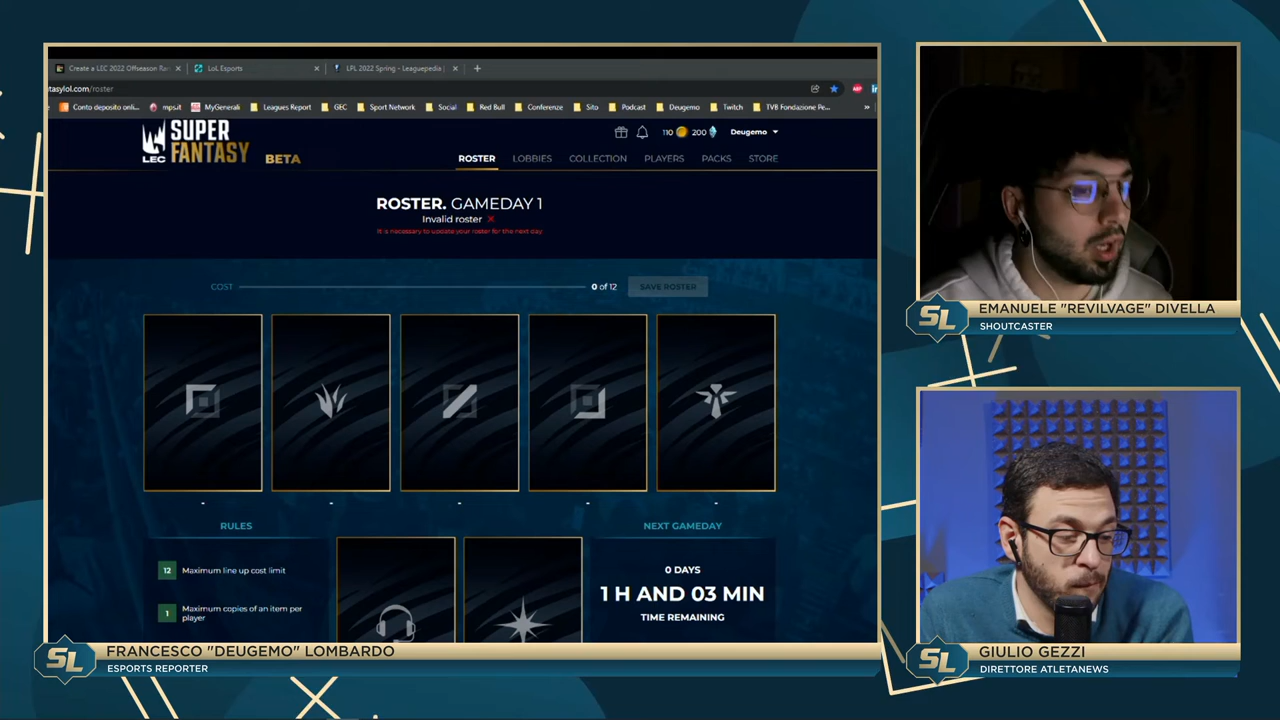 Create a LEC 2022 Offseason Ran
LoL Esports
LPL 2022 Spring - Leaguepedia |
tasylol.com/roster
Conto deposito onli...
mps.it
MyGenerali
Leagues Report
GEC
Sport Network
Social
Red Bull
Conferenze
Sito
Podcast
Deugemo
Twitch
TVB Fondazione Pe...
»
LEC
SUPER
FANTASY
BETA
110
200
Deugemo
ROSTER
LOBBIES
COLLECTION
PLAYERS
PACKS
STORE
ROSTER. GAMEDAY 1
Invalid roster
It is necessary to update your roster for the next day
COST
0 of 12
SAVE ROSTER
-
-
-
-
-
RULES
NEXT GAMEDAY
12 Maximum line up cost limit
1 Maximum copies of an item per
player
0 DAYS
1 H AND 03 MIN
TIME REMAINING
SL
EMANUELE "REVILVAGE" DIVELLA
SHOUTCASTER
SL
FRANCESCO "DEUGEMO" LOMBARDO
ESPORTS REPORTER
SL
GIULIO GEZZI
DIRETTORE ATLETANEWS